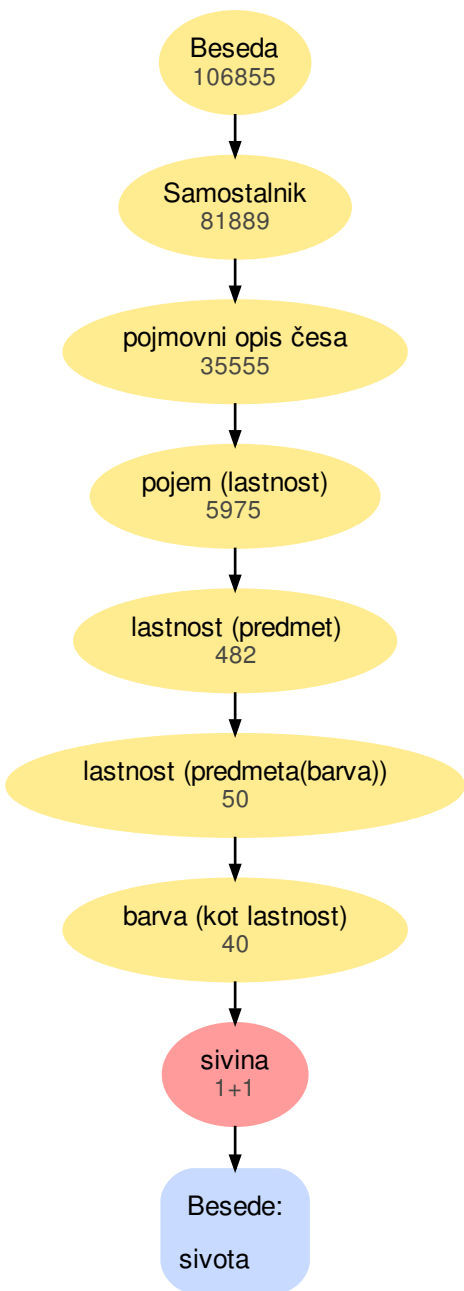 Beseda
106855
Samostalnik
81889
pojmovni opis česa
35555
pojem (lastnost)
5975
lastnost (predmet)
482
lastnost (predmeta(barva))
50
barva (kot lastnost)
40
sivina
1+1
Besede:
sivota